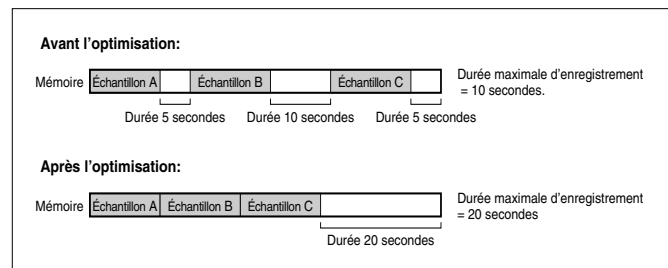 Avant l'optimisation:
Mémoire Échantillon A Échantillon B Échantillon C
Durée maximale d'enregistrement
= 10 secondes.
Durée 5 secondes Durée 10 secondes Durée 5 secondes
Après l'optimisation:
Mémoire Échantillon A Échantillon B Échantillon C
Durée maximale d'enregistrement
= 20 secondes
Durée 20 secondes